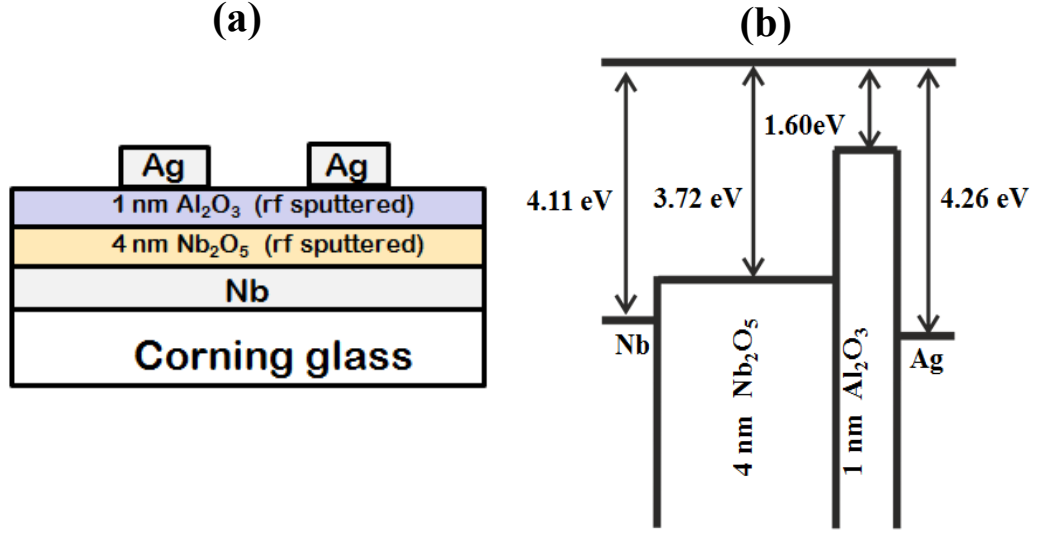 (a)
Ag
Ag
1 nm Al₂O₃ (rf sputtered)
4 nm Nb₂O₅ (rf sputtered)
Nb
Corning glass
(b)
4.11 eV
3.72 eV
1.60eV
4.26 eV
Nb
4 nm Nb₂O₅
1 nm Al₂O₃
Ag